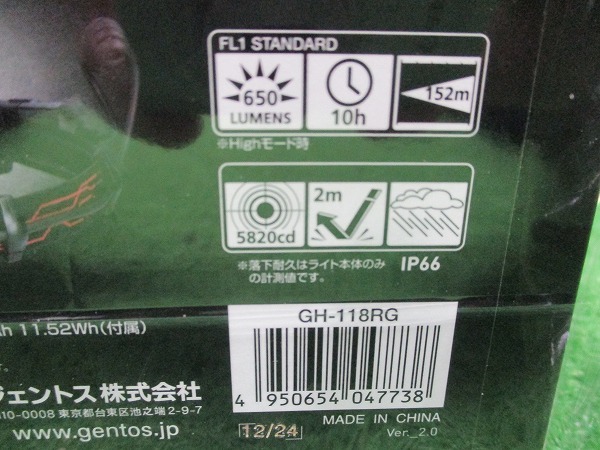 FL1 STANDARD
650
LUMENS
10h
152m
※Highモード時
5820cd
2m
※落下耐久はライト本体のみ
の計測値です。
IP66
11.52Wh(付属)
GH-118RG
ジェントス株式会社
10-0008 東京都台東区池之端2-9-7
www.gentos.jp
4 950654 047738
MADE IN CHINA
12/24
Ver._2.0